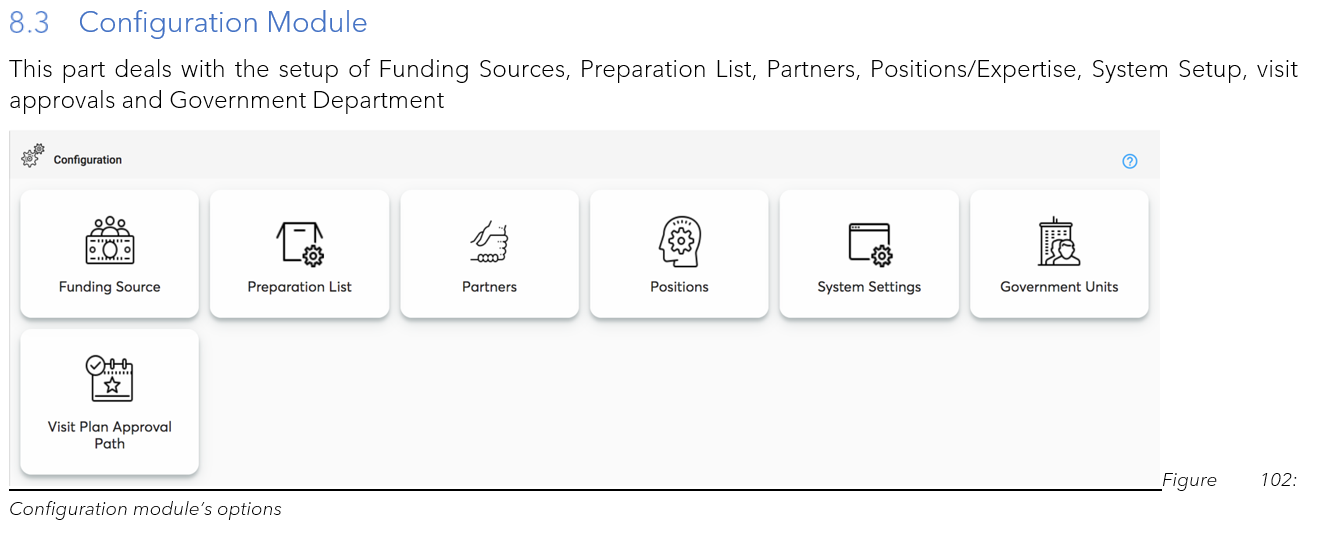 8.3 Configuration Module
This part deals with the setup of Funding Sources, Preparation List, Partners, Positions/Expertise, System Setup, visit
approvals and Government Department
Configuration
Funding Source
Preparation List
Partners
Positions
System Settings
Government Units
Visit Plan Approval
Path
Figure 102:
Configuration module's options